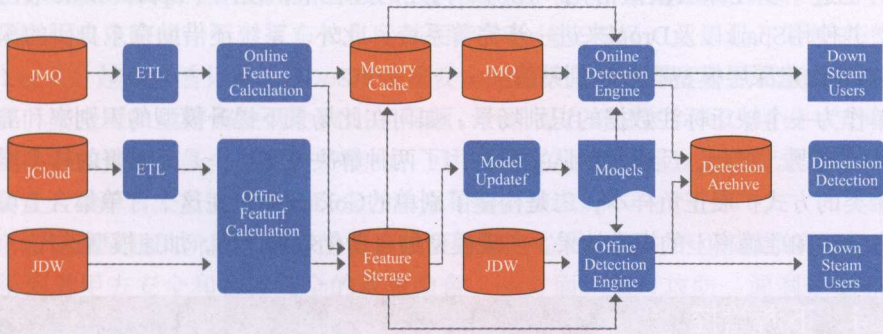 JMQ
ETL
Online
Feature
Calculation
Memory
Cache
JMQ
Onilne
Detection
Engine
Down
Steam
Users
JCloud
ETL
Offine
Featurf
Calculation
Model
Updatef
Moqels
Detection
Arehive
Dimension
Detection
JDW
Feature
Sterage
JDW
Offine
Detection
Engine
Down
Steam
Users